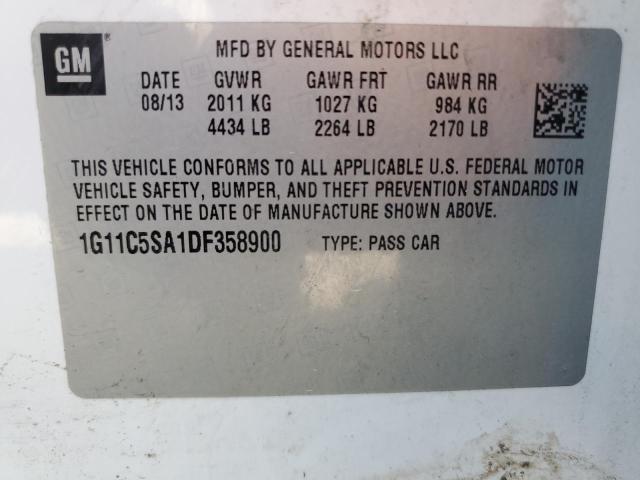 GM®
MFD BY GENERAL MOTORS LLC
DATE GVWR GAWR FRT GAWR RR
08/13 2011 KG 1027 KG 984 KG
4434 LB 2264 LB 2170 LB
THIS VEHICLE CONFORMS TO ALL APPLICABLE U.S. FEDERAL MOTOR
VEHICLE SAFETY, BUMPER, AND THEFT PREVENTION STANDARDS IN
EFFECT ON THE DATE OF MANUFACTURE SHOWN ABOVE.
1G11C5SA1DF358900 TYPE: PASS CAR